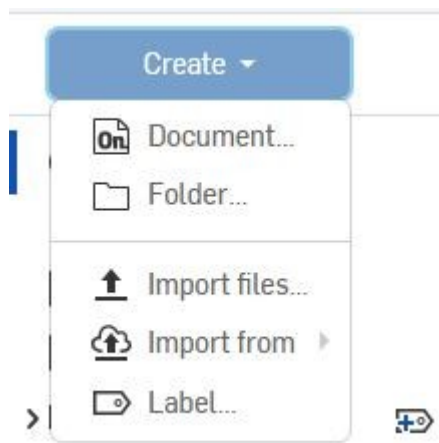 Create
On
Document...
Folder...
Import files...
Import from
Label...